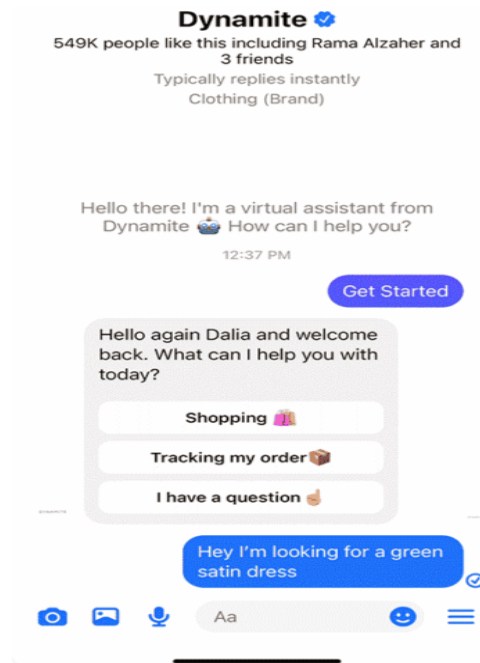 Dynamite
549K people like this including Rama Alzaher and
3 friends
Typically replies instantly
Clothing (Brand)
Hello there! I'm a virtual assistant from
Dynamite 🤖 How can I help you?
12:37 PM
Get Started
Hello again Dalia and welcome
back. What can I help you with
today?
Shopping 🛍️
Tracking my order📦
I have a question ☝🏼
Hey I'm looking for a green
satin dress
Aa